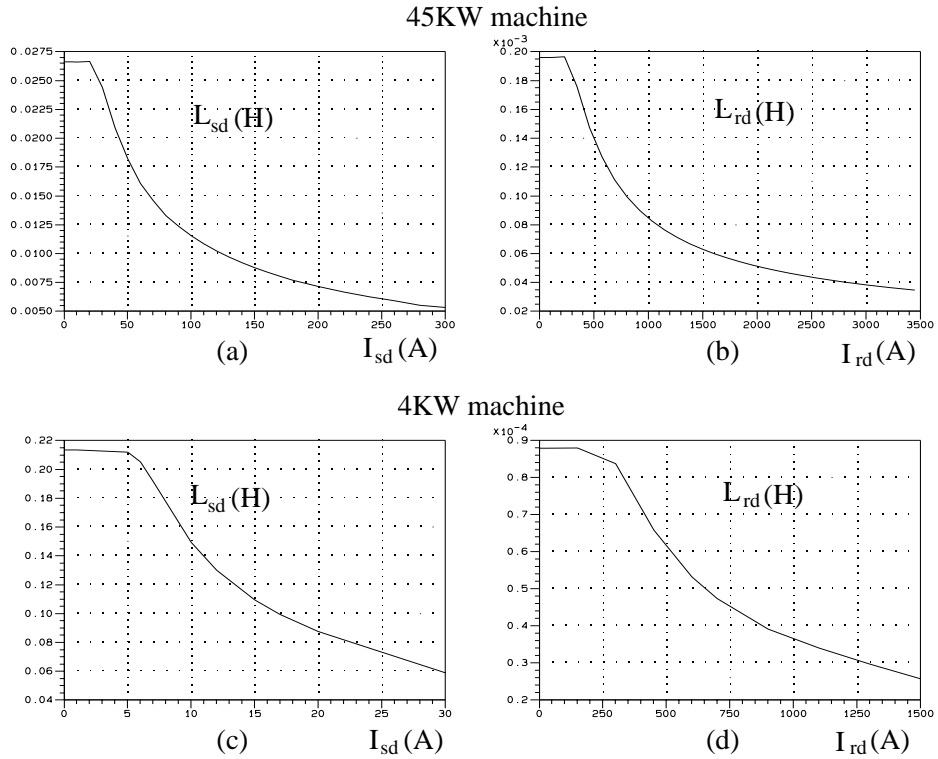 45KW machine
0.0275
0.0250
0.0225
0.0200
0.0175
0.0150
0.0125
0.0100
0.0075
0.0050
0 50 100 150 200 250 300
L_sd (H)
(a) I_sd (A)
x10^-3
0.20
0.18
0.16
0.14
0.12
0.10
0.08
0.06
0.04
0.02
0 500 1000 1500 2000 2500 3000 3500
L_rd (H)
(b) I_rd (A)
4KW machine
0.22
0.20
0.18
0.16
0.14
0.12
0.10
0.08
0.06
0.04
0 5 10 15 20 25 30
L_sd (H)
(c) I_sd (A)
x10^-4
0.9
0.8
0.7
0.6
0.5
0.4
0.3
0.2
0 250 500 750 1000 1250 1500
L_rd (H)
(d) I_rd (A)